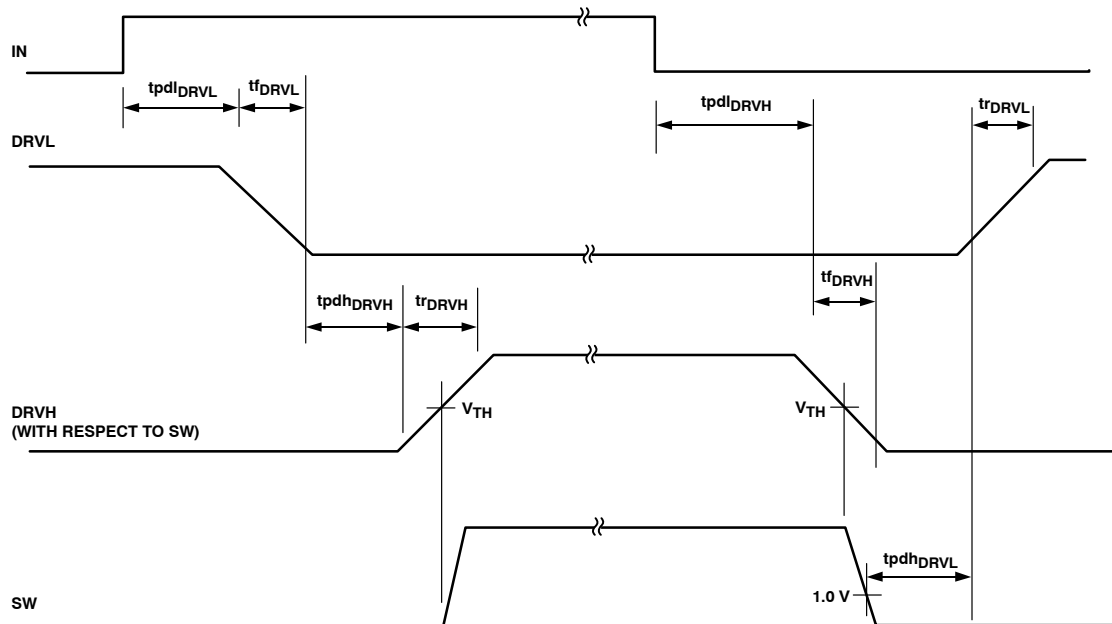 IN
tpdlDRVL
tfDRVL
tpdlDRVH
trDRVL
DRVL
tfDRVH
tpdhDRVH
trDRVH
VTH
VTH
DRVH
(WITH RESPECT TO SW)
tpdhDRVL
1.0 V
SW